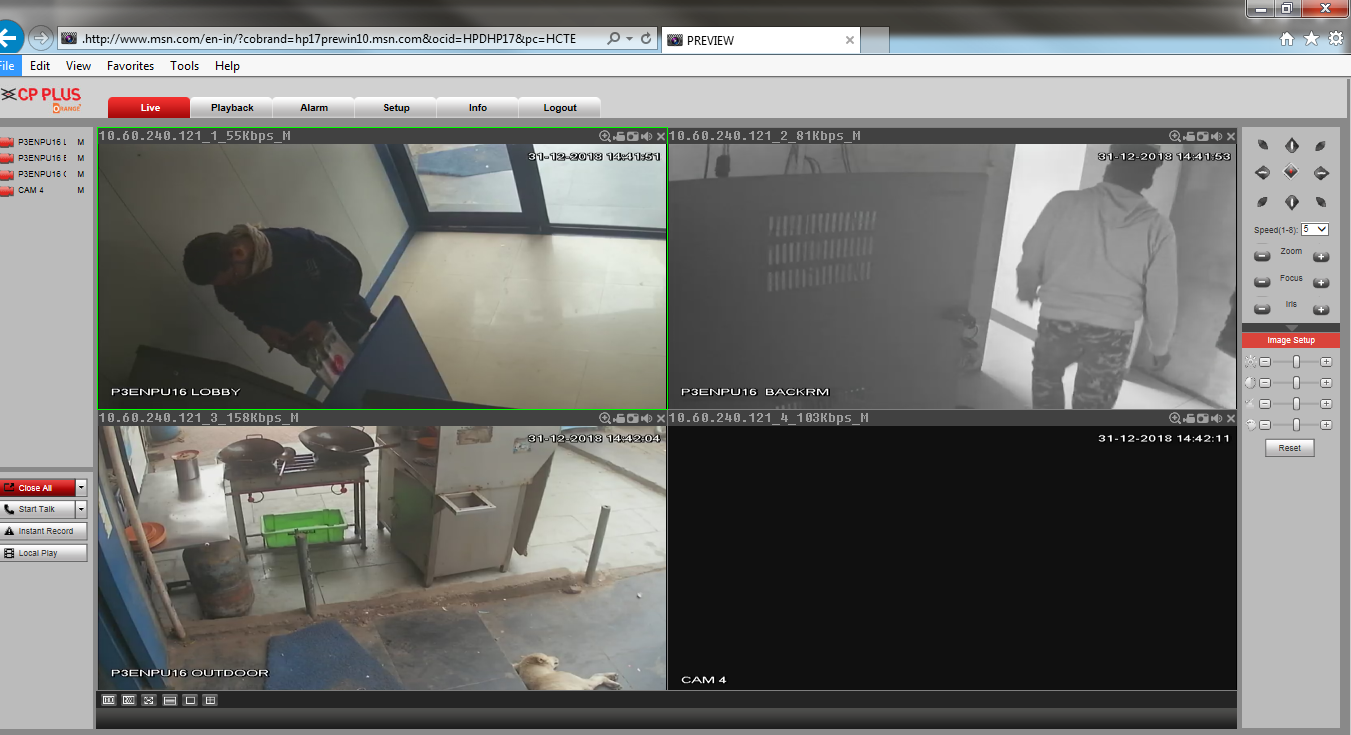 .http://www.msn.com/en-in/?cobrand=hp17prewin10.msn.com&ocid=HPDHP17&pc=HCTE
PREVIEW
File Edit View Favorites Tools Help
CP PLUS
ORANGE
Live Playback Alarm Setup Info Logout
P3ENPU16 L M
P3ENPU16 E M
P3ENPU16 C M
CAM 4 M
10.60.240.121_1_55Kbps_M
31-12-2018 14:41:51
P3ENPU16 LOBBY
10.60.240.121_2_81Kbps_M
31-12-2018 14:41:53
P3ENPU16 BACKRM
10.60.240.121_3_158Kbps_M
31-12-2018 14:42:04
P3ENPU16 OUTDOOR
10.60.240.121_4_103Kbps_M
31-12-2018 14:42:11
CAM 4
Close All
Start Talk
Instant Record
Local Play
Speed(1-8): 5
Zoom
Focus
Iris
Image Setup
Reset